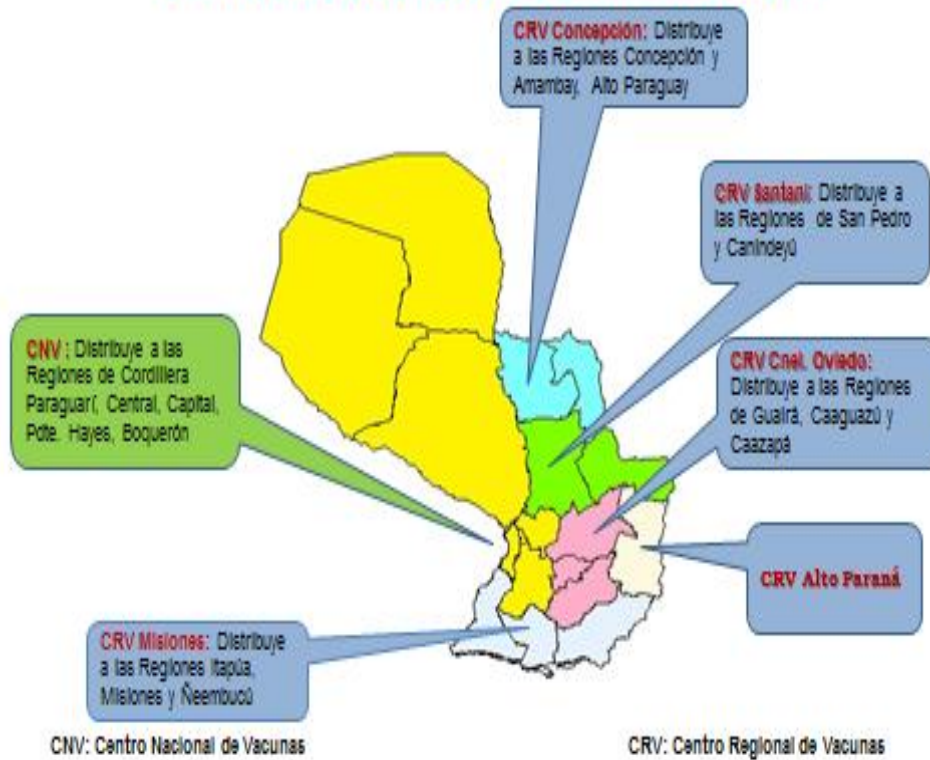 CRV Concepción: Distribuye
a las Regiones Concepción y
Amambay, Alto Paraguay
CRV Santaní: Distribuye a
las Regiones de San Pedro
y Canindeyú
CNV : Distribuye a las
Regiones de Cordillera
Paraguarí, Central, Capital,
Pdte. Hayes, Boquerón
CRV Cnel. Oviedo:
Distribuye a las Regiones
de Guairá, Caaguazú y
Caazapá
CRV Alto Paraná
CRV Misiones: Distribuye
a las Regiones Itapúa,
Misiones y Ñeembucú
CNV: Centro Nacional de Vacunas
CRV: Centro Regional de Vacunas